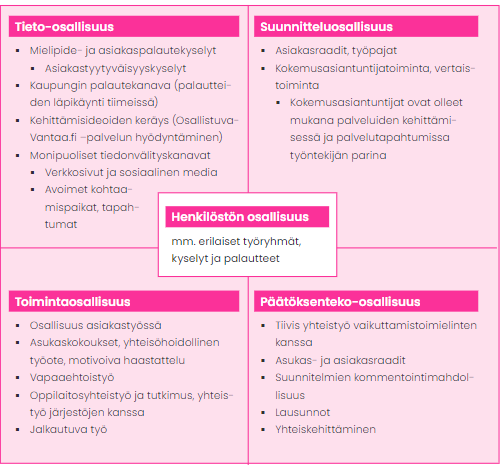 Tieto-osallisuus
▪ Mielipide- ja asiakaspalautekyselyt
▪ Asiakastyytyväisyyskyselyt
▪ Kaupungin palautekanava (palauttei-
den läpikäynti tiimeissä)
▪ Kehittämisideoiden keräys (Osallistuva-
Vantaa.fi –palvelun hyödyntäminen)
▪ Monipuoliset tiedonvälityskanavat
▪ Verkkosivut ja sosiaalinen media
▪ Avoimet kohtaa-
mispaikat, tapah-
tumat
Suunnitteluosallisuus
▪ Asiakasraadit, työpajat
▪ Kokemusasiantuntijatoiminta, vertais-
toiminta
▪ Kokemusasiantuntijat ovat olleet
mukana palveluiden kehittämi-
sessä ja palvelutapahtumissa
työntekijän parina
Henkilöstön osallisuus
mm. erilaiset työryhmät,
kyselyt ja palautteet
Toimintaosallisuus
▪ Osallisuus asiakastyössä
▪ Asukaskokoukset, yhteisöhoidollinen
työote, motivoiva haastattelu
▪ Vapaaehtoistyö
▪ Oppilaitosyhteistyö ja tutkimus, yhteis-
työ järjestöjen kanssa
▪ Jalkautuva työ
Päätöksenteko-osallisuus
▪ Tiivis yhteistyö vaikuttamistoimielinten
kanssa
▪ Asukas- ja asiakasraadit
▪ Suunnitelmien kommentointimahdol-
lisuus
▪ Lausunnot
▪ Yhteiskehittäminen